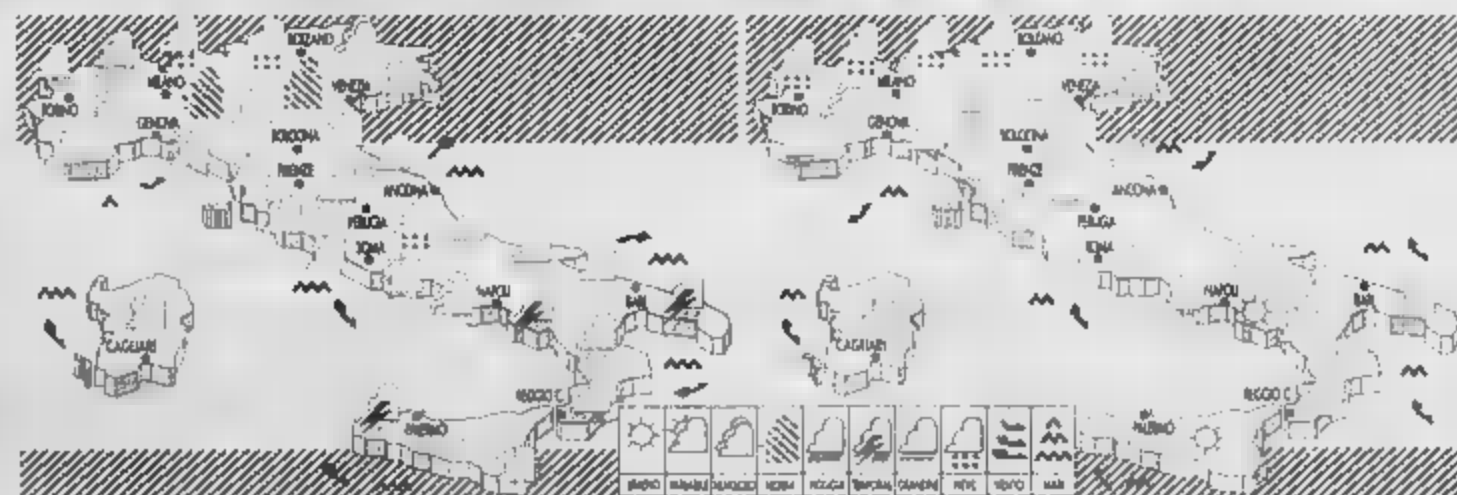 BOLZANO
MILANO
VENEZIA
TORINO
GENOVA
BOLOGNA
FIRENZE
ANCONA
PERUGIA
ROMA
NAPOLI
BARI
CAGLIARI
REGGIO C.
PALERMO
BOLZANO
MILANO
VENEZIA
TORINO
GENOVA
BOLOGNA
FIRENZE
ANCONA
PERUGIA
ROMA
NAPOLI
BARI
CAGLIARI
REGGIO C.
PALERMO
SERENO VARIABILE NUVOLOSO NEBBIA PIOGGIA TEMPORALE GRANDINE NEVE VENTO MARI